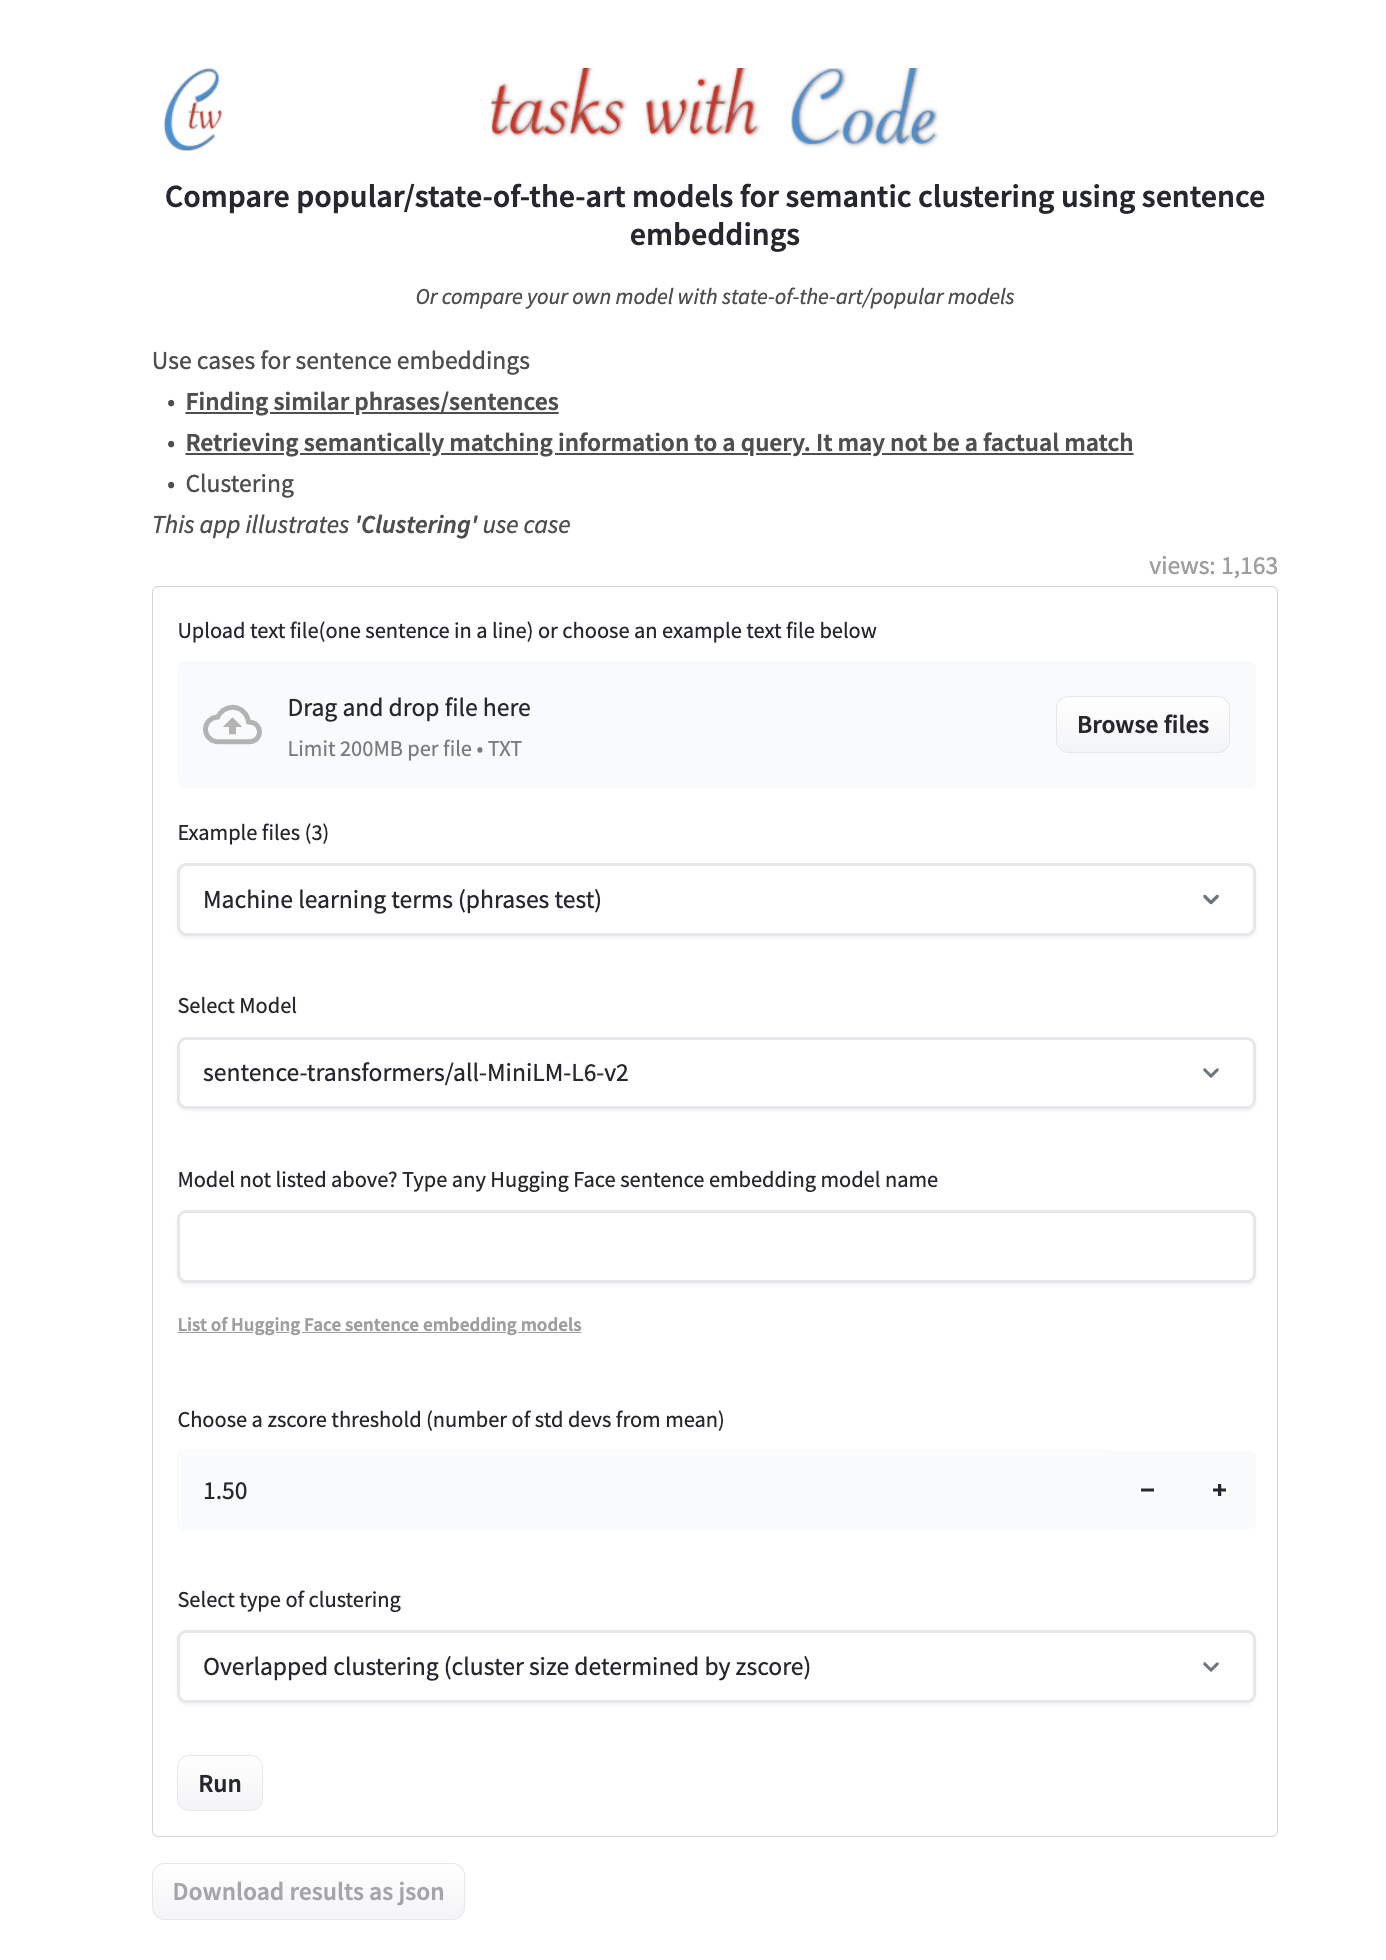 Ctw
tasks with Code
Compare popular/state-of-the-art models for semantic clustering using sentence
embeddings
Or compare your own model with state-of-the-art/popular models
Use cases for sentence embeddings
• Finding similar phrases/sentences
• Retrieving semantically matching information to a query. It may not be a factual match
• Clustering
This app illustrates 'Clustering' use case
views: 1,163
Upload text file(one sentence in a line) or choose an example text file below
Drag and drop file here
Limit 200MB per file • TXT
Browse files
Example files (3)
Machine learning terms (phrases test)
Select Model
sentence-transformers/all-MiniLM-L6-v2
Model not listed above? Type any Hugging Face sentence embedding model name
List of Hugging Face sentence embedding models
Choose a zscore threshold (number of std devs from mean)
1.50 − +
Select type of clustering
Overlapped clustering (cluster size determined by zscore)
Run
Download results as json